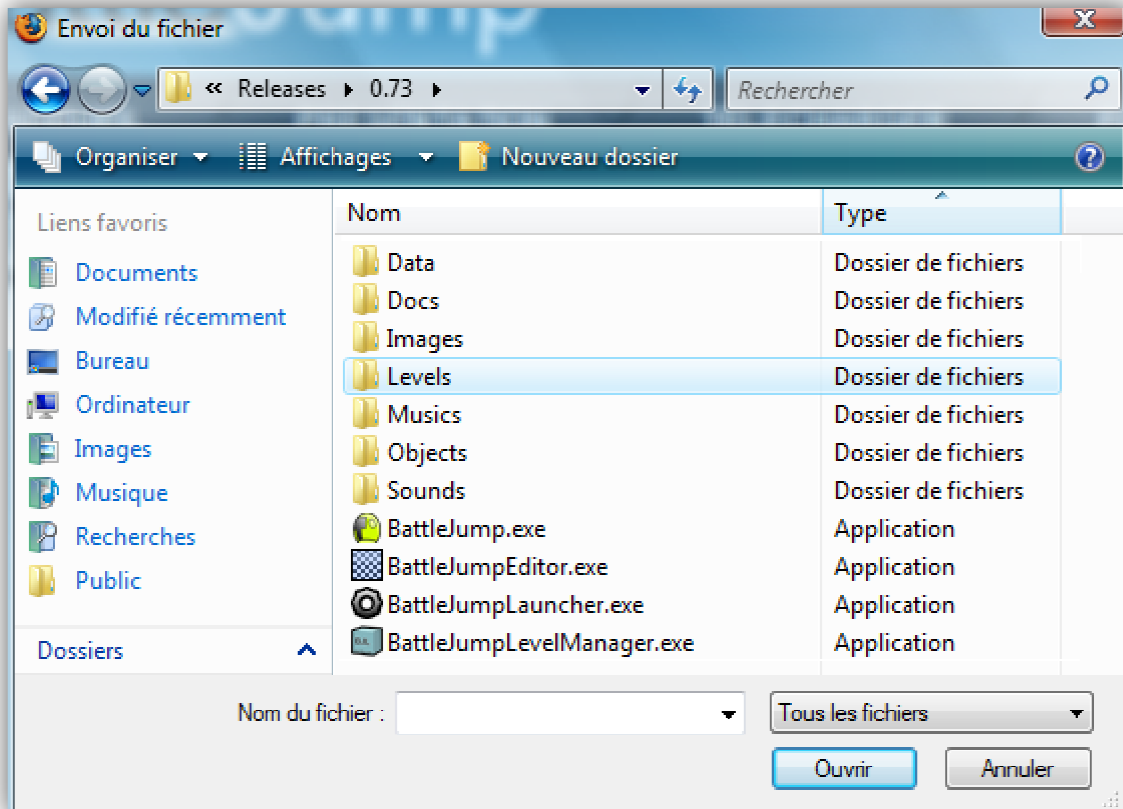 Envoi du fichier
« Releases 0.73
Rechercher
Organiser Affichages Nouveau dossier
Liens favoris
Documents
Modifié récemment
Bureau
Ordinateur
Images
Musique
Recherches
Public
Dossiers
Nom Type
Data Dossier de fichiers
Docs Dossier de fichiers
Images Dossier de fichiers
Levels Dossier de fichiers
Musics Dossier de fichiers
Objects Dossier de fichiers
Sounds Dossier de fichiers
BattleJump.exe Application
BattleJumpEditor.exe Application
BattleJumpLauncher.exe Application
BattleJumpLevelManager.exe Application
Nom du fichier : Tous les fichiers
Ouvrir Annuler